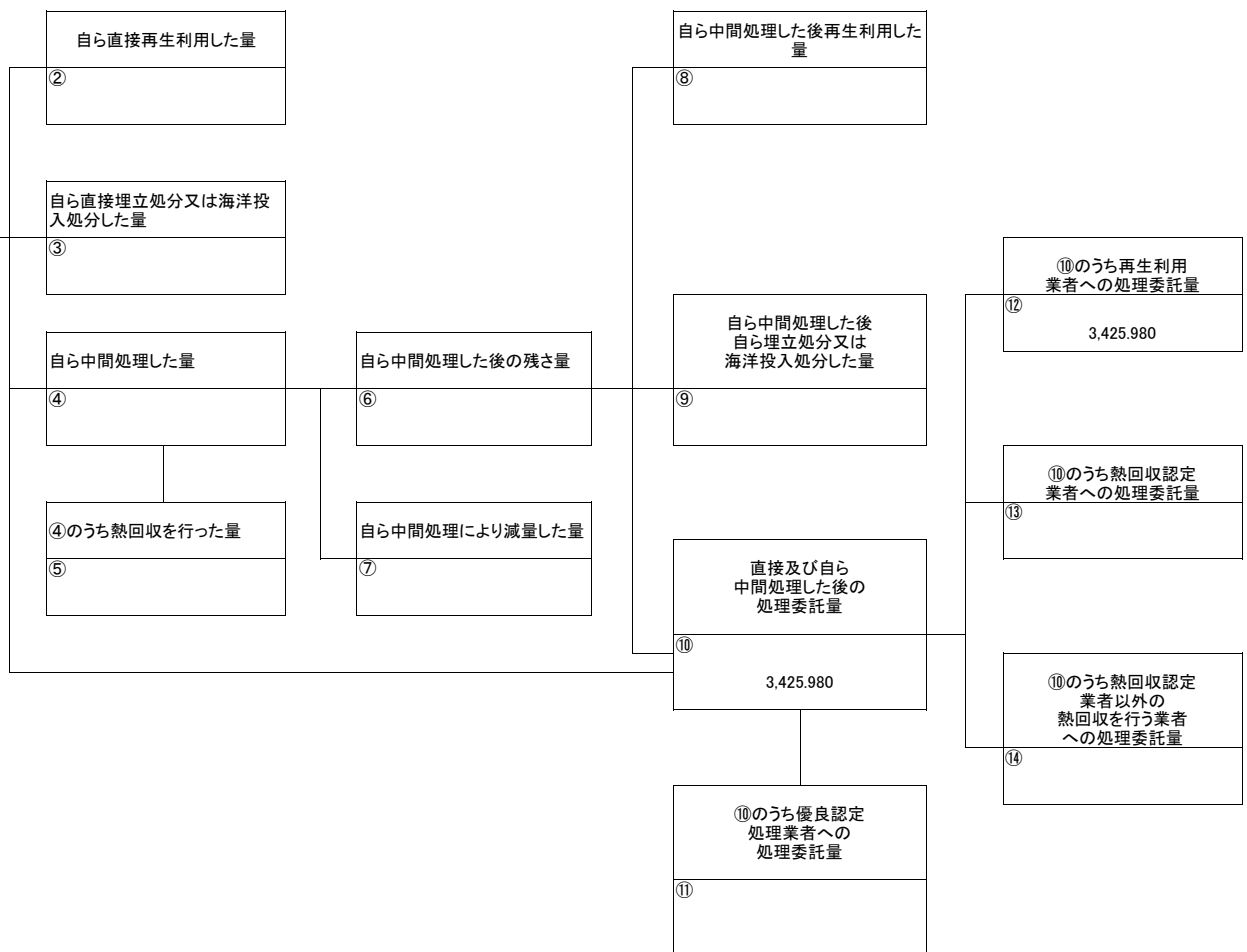 自ら直接再生利用した量
②
自ら直接埋立処分又は海洋投
入処分した量
③
自ら中間処理した量
④
④のうち熱回収を行った量
⑤
自ら中間処理した後の残さ量
⑥
自ら中間処理により減量した量
⑦
自ら中間処理した後再生利用した
量
⑧
自ら中間処理した後
自ら埋立処分又は
海洋投入処分した量
⑨
直接及び自ら
中間処理した後の
処理委託量
⑩
3,425.980
⑩のうち優良認定
処理業者への
処理委託量
⑪
⑩のうち再生利用
業者への処理委託量
⑫
3,425.980
⑩のうち熱回収認定
業者への処理委託量
⑬
⑩のうち熱回収認定
業者以外の
熱回収を行う業者
への処理委託量
⑭